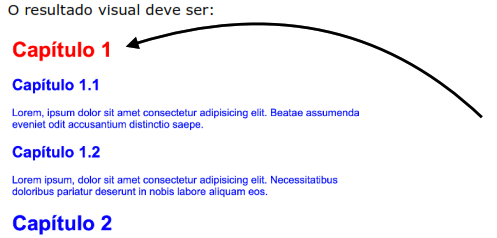 O resultado visual deve ser:
Capítulo 1
Capítulo 1.1
Lorem, ipsum dolor sit amet consectetur adipisicing elit. Beatae assumenda
eveniet odit accusantium distinctio saepe.
Capítulo 1.2
Lorem ipsum, dolor sit amet consectetur adipisicing elit. Necessitatibus
doloribus pariatur deserunt in nobis labore aliquam eos.
Capítulo 2